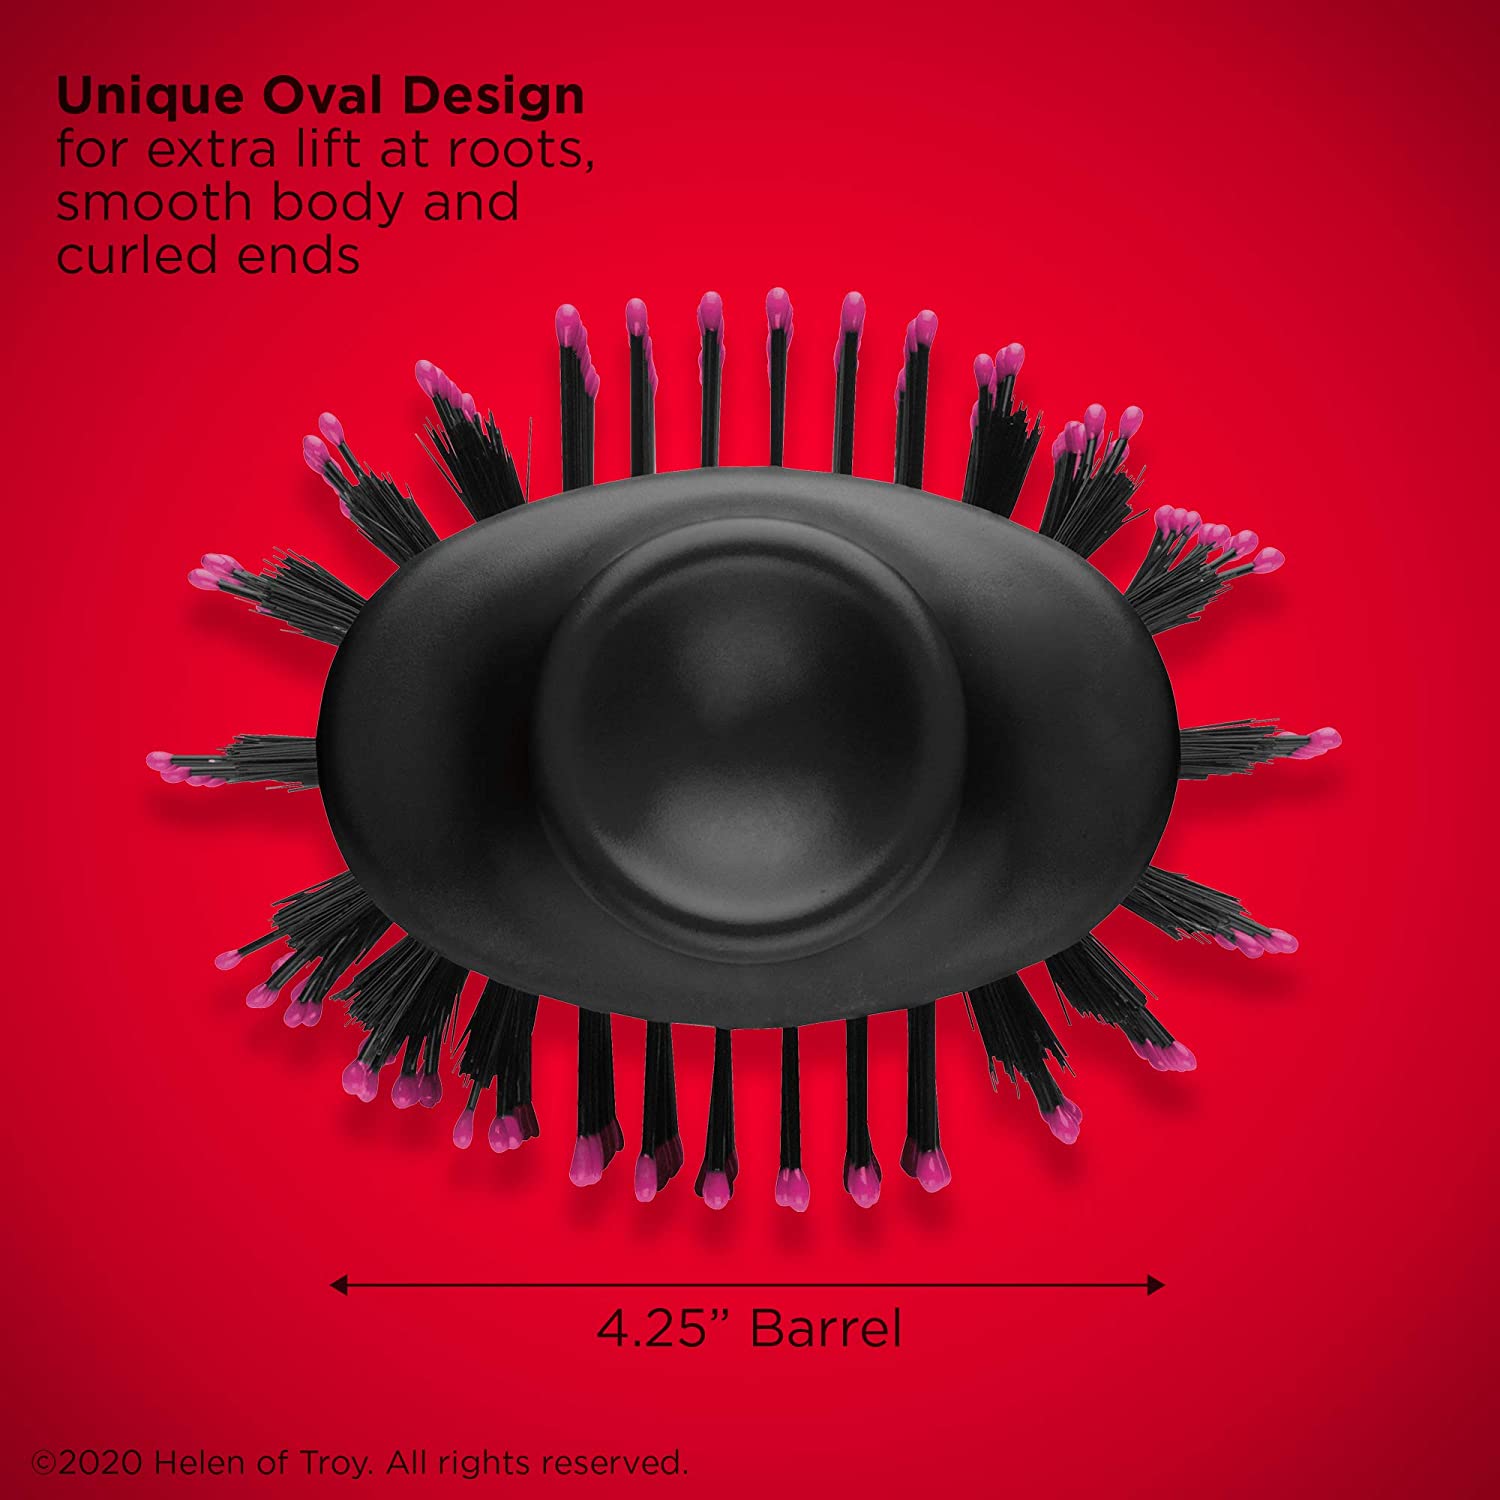 Unique Oval Design
for extra lift at roots,
smooth body and
curled ends
4.25” Barrel
©2020 Helen of Troy. All rights reserved.